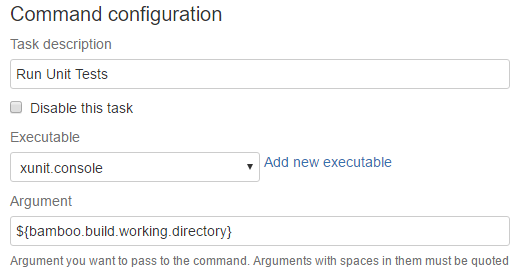 Command configuration
Task description
Run Unit Tests
Disable this task
Executable
xunit.console
Add new executable
Argument
${bamboo.build.working.directory}
Argument you want to pass to the command. Arguments with spaces in them must be quoted